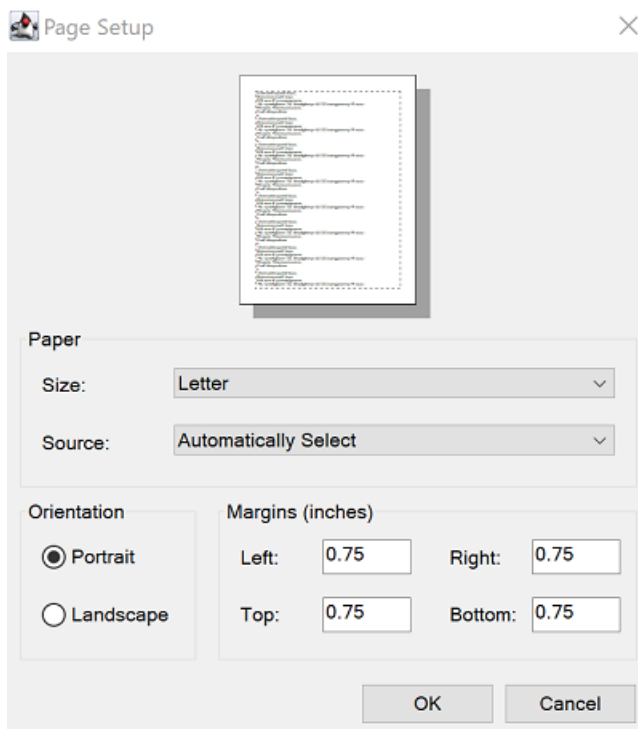 Page Setup
Paper
Size: Letter
Source: Automatically Select
Orientation
Portrait
Landscape
Margins (inches)
Left: 0.75 Right: 0.75
Top: 0.75 Bottom: 0.75
OK Cancel